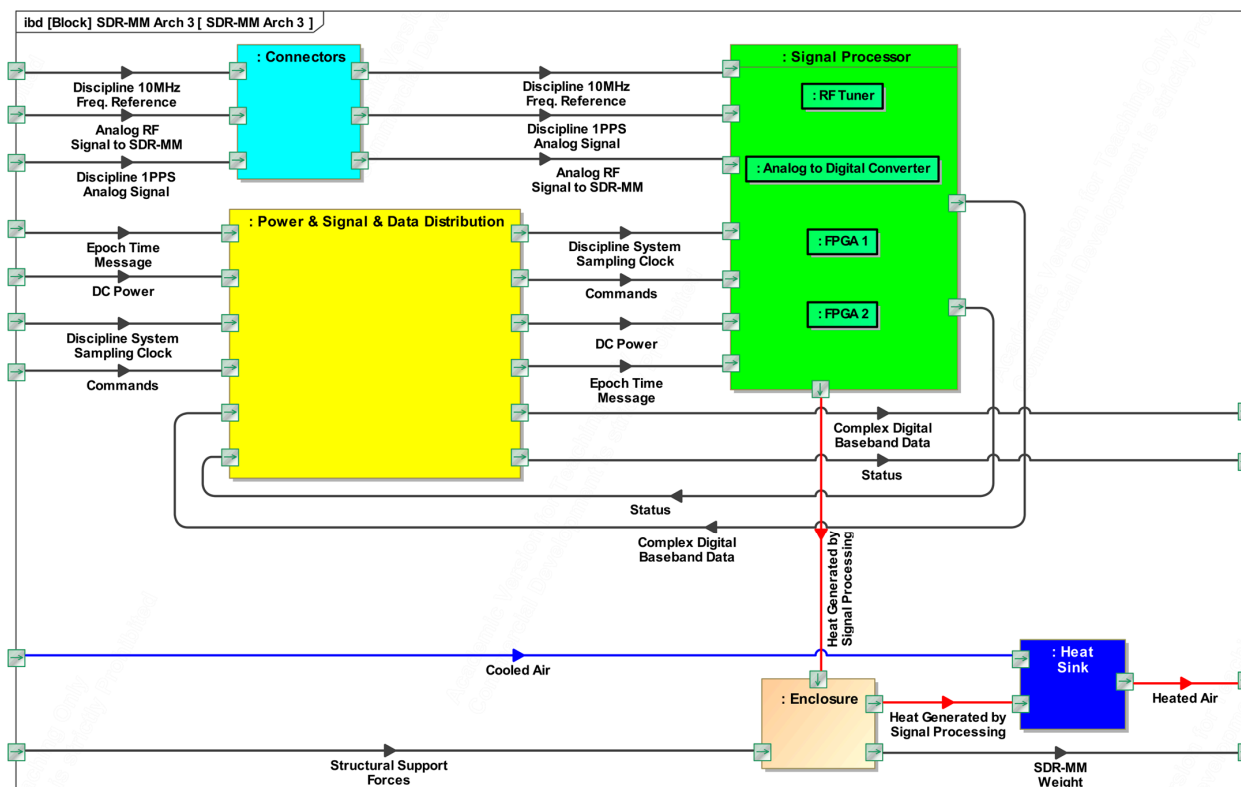 ibd [Block] SDR-MM Arch 3 [ SDR-MM Arch 3 ]
: Connectors
: Signal Processor
Discipline 10MHz
Freq. Reference
Discipline 10MHz
Freq. Reference
: RF Tuner
Analog RF
Signal to SDR-MM
Discipline 1PPS
Analog Signal
Discipline 1PPS
Analog Signal
Analog RF
Signal to SDR-MM
: Analog to Digital Converter
: Power & Signal & Data Distribution
Epoch Time
Message
Discipline System
Sampling Clock
: FPGA 1
DC Power
Commands
: FPGA 2
Discipline System
Sampling Clock
DC Power
Commands
Epoch Time
Message
Complex Digital
Baseband Data
Status
Status
Complex Digital
Baseband Data
Heat Generated by
Signal Processing
Cooled Air
: Heat
Sink
: Enclosure
Heated Air
Heat Generated by
Signal Processing
Structural Support
Forces
SDR-MM
Weight